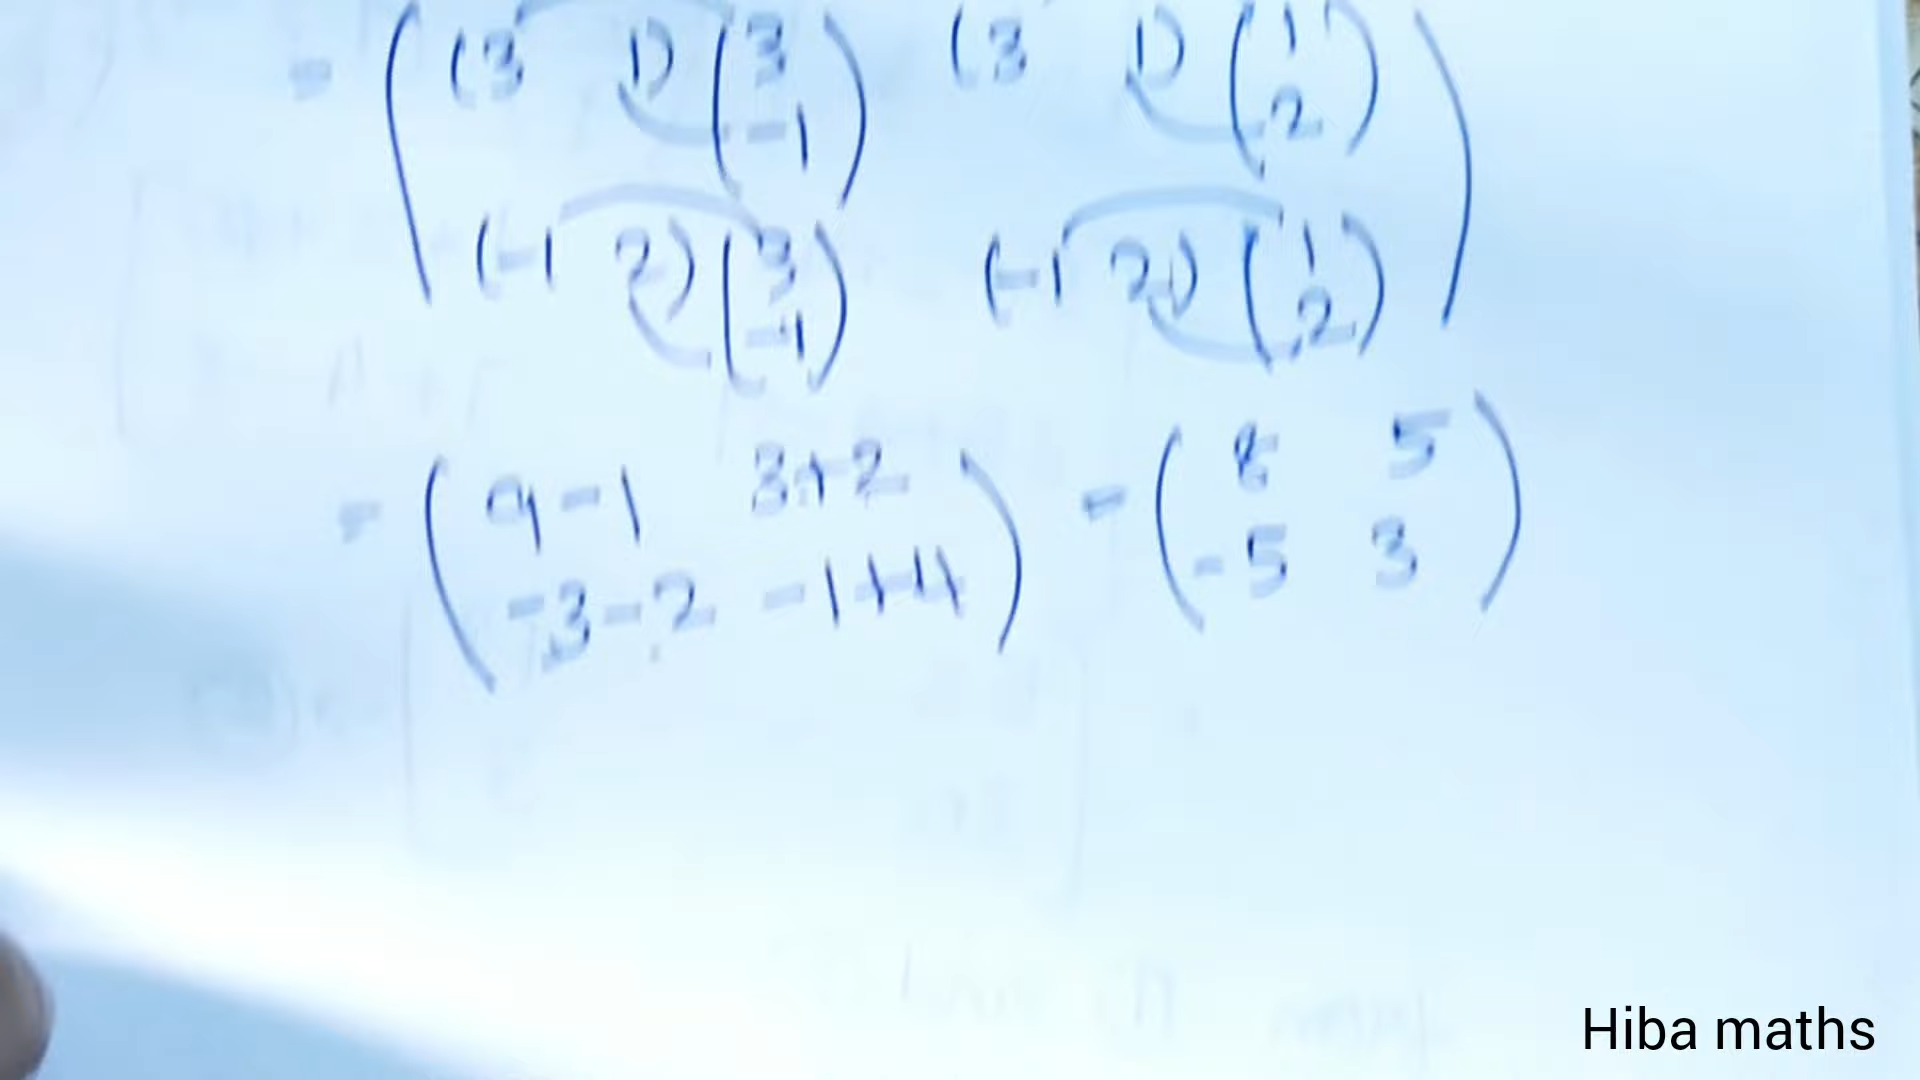 = ( (3 1) ( 3 (3 1) ( 1
-1 ) 2 ) )
(-1 2) ( 3 (-1 2) ( 1
-1 ) 2 )
= ( 9-1 3+2 ) = ( 8 5 )
-3-2 -1+4 -5 3
Hiba maths